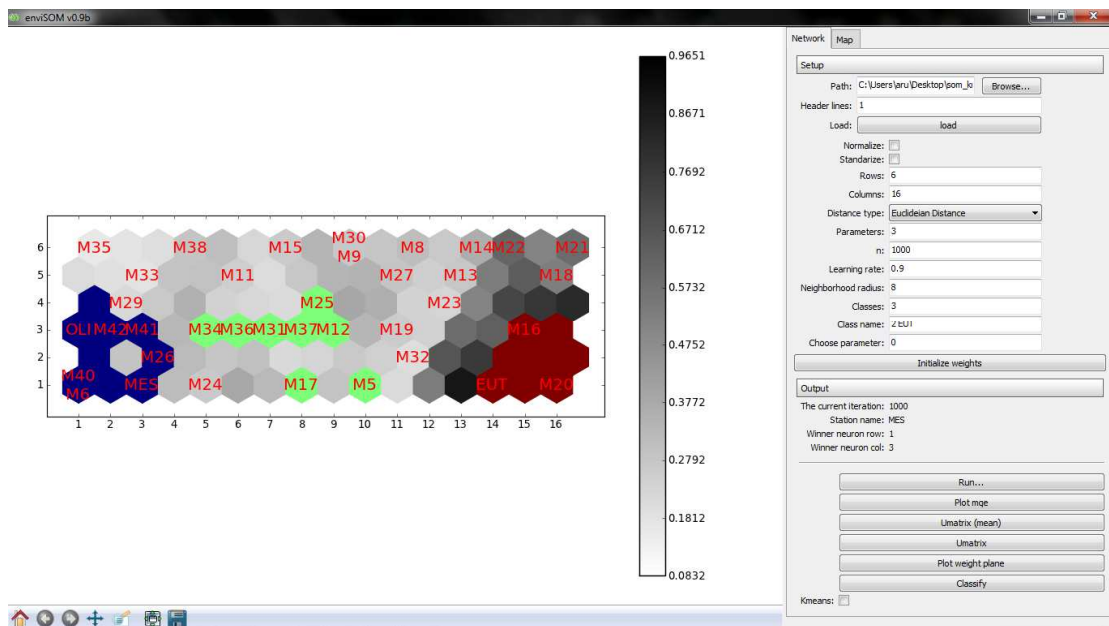 enviSOM v0.9b
Network Map
Setup
Path: C:\Users\aru\Desktop\som_k Browse...
Header lines: 1
Load: load
Normalize:
Standarize:
Rows: 6
Columns: 16
Distance type: Euclideian Distance
Parameters: 3
n: 1000
Learning rate: 0.9
Neighborhood radius: 8
Classes: 3
Class name: 2 EUT
Choose parameter: 0
Initialize weights
Output
The current iteration: 1000
Station name: MES
Winner neuron row: 1
Winner neuron col: 3
Run...
Plot mqe
Umatrix (mean)
Umatrix
Plot weight plane
Classify
Kmeans:
0.9651
0.8671
0.7692
0.6712
0.5732
0.4752
0.3772
0.2792
0.1812
0.0832
6 M35 M38 M15 M30 M9 M8 M14 M22 M21
5 M33 M11 M27 M13 M18
4 M29 M25 M23
3 OLI M42 M41 M34 M36 M31 M37 M12 M19 M16
2 M26 M32
1 M40 M6 MES M24 M17 M5 EUT M20
1 2 3 4 5 6 7 8 9 10 11 12 13 14 15 16